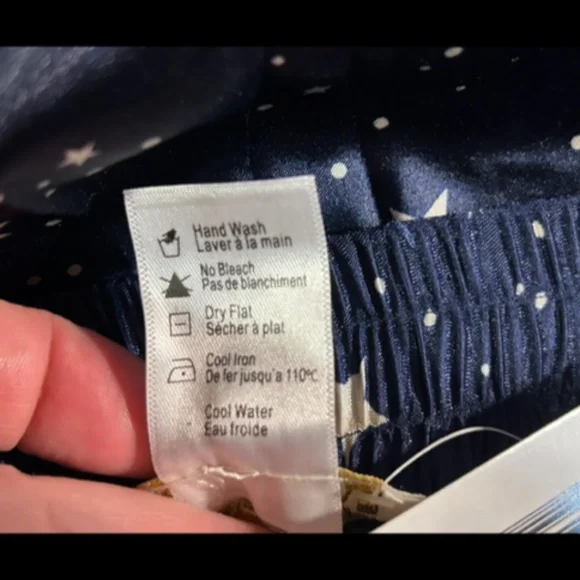 Hand Wash
Laver à la main
No Bleach
Pas de blanchiment
Dry Flat
Sécher à plat
Cool Iron
De fer jusqu'a 110ºC
Cool Water
Eau froide